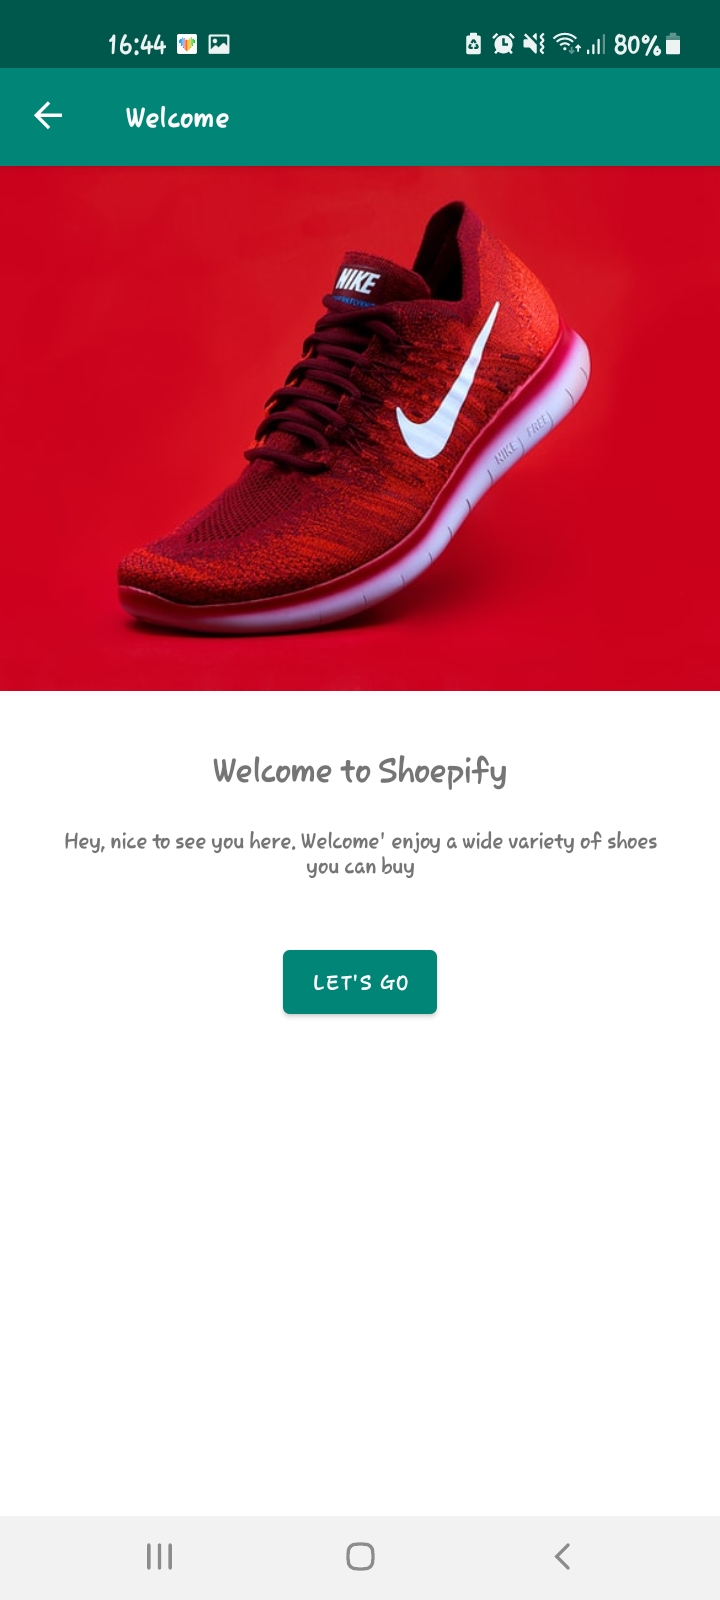 16:44 80%
Welcome
NIKE
NIKE FREE
Welcome to Shoepify
Hey, nice to see you here. Welcome' enjoy a wide variety of shoes
you can buy
LET'S GO